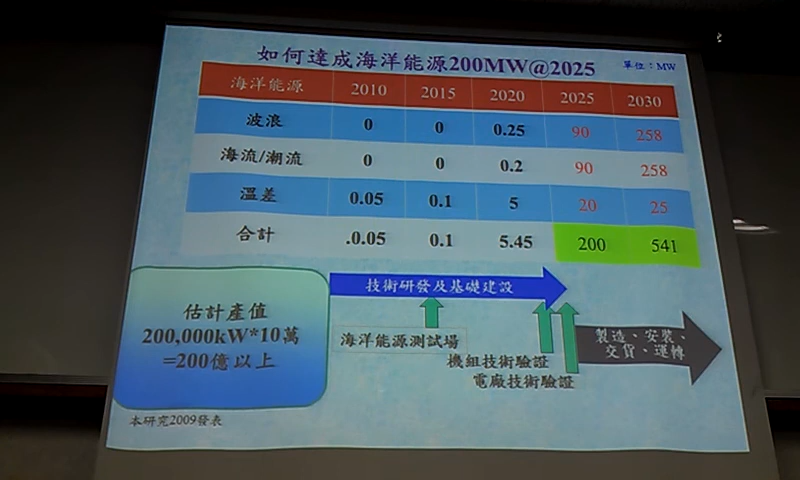 如何達成海洋能源200MW@2025
單位：MW
海洋能源 2010 2015 2020 2025 2030
波浪 0 0 0.25 90 258
海流/潮流 0 0 0.2 90 258
溫差 0.05 0.1 5 20 25
合計 .0.05 0.1 5.45 200 541
估計產值
200,000kW*10萬
=200億以上
技術研發及基礎建設
海洋能源測試場
機組技術驗證
電廠技術驗證
製造、安裝、
交貨、運轉
本研究2009發表